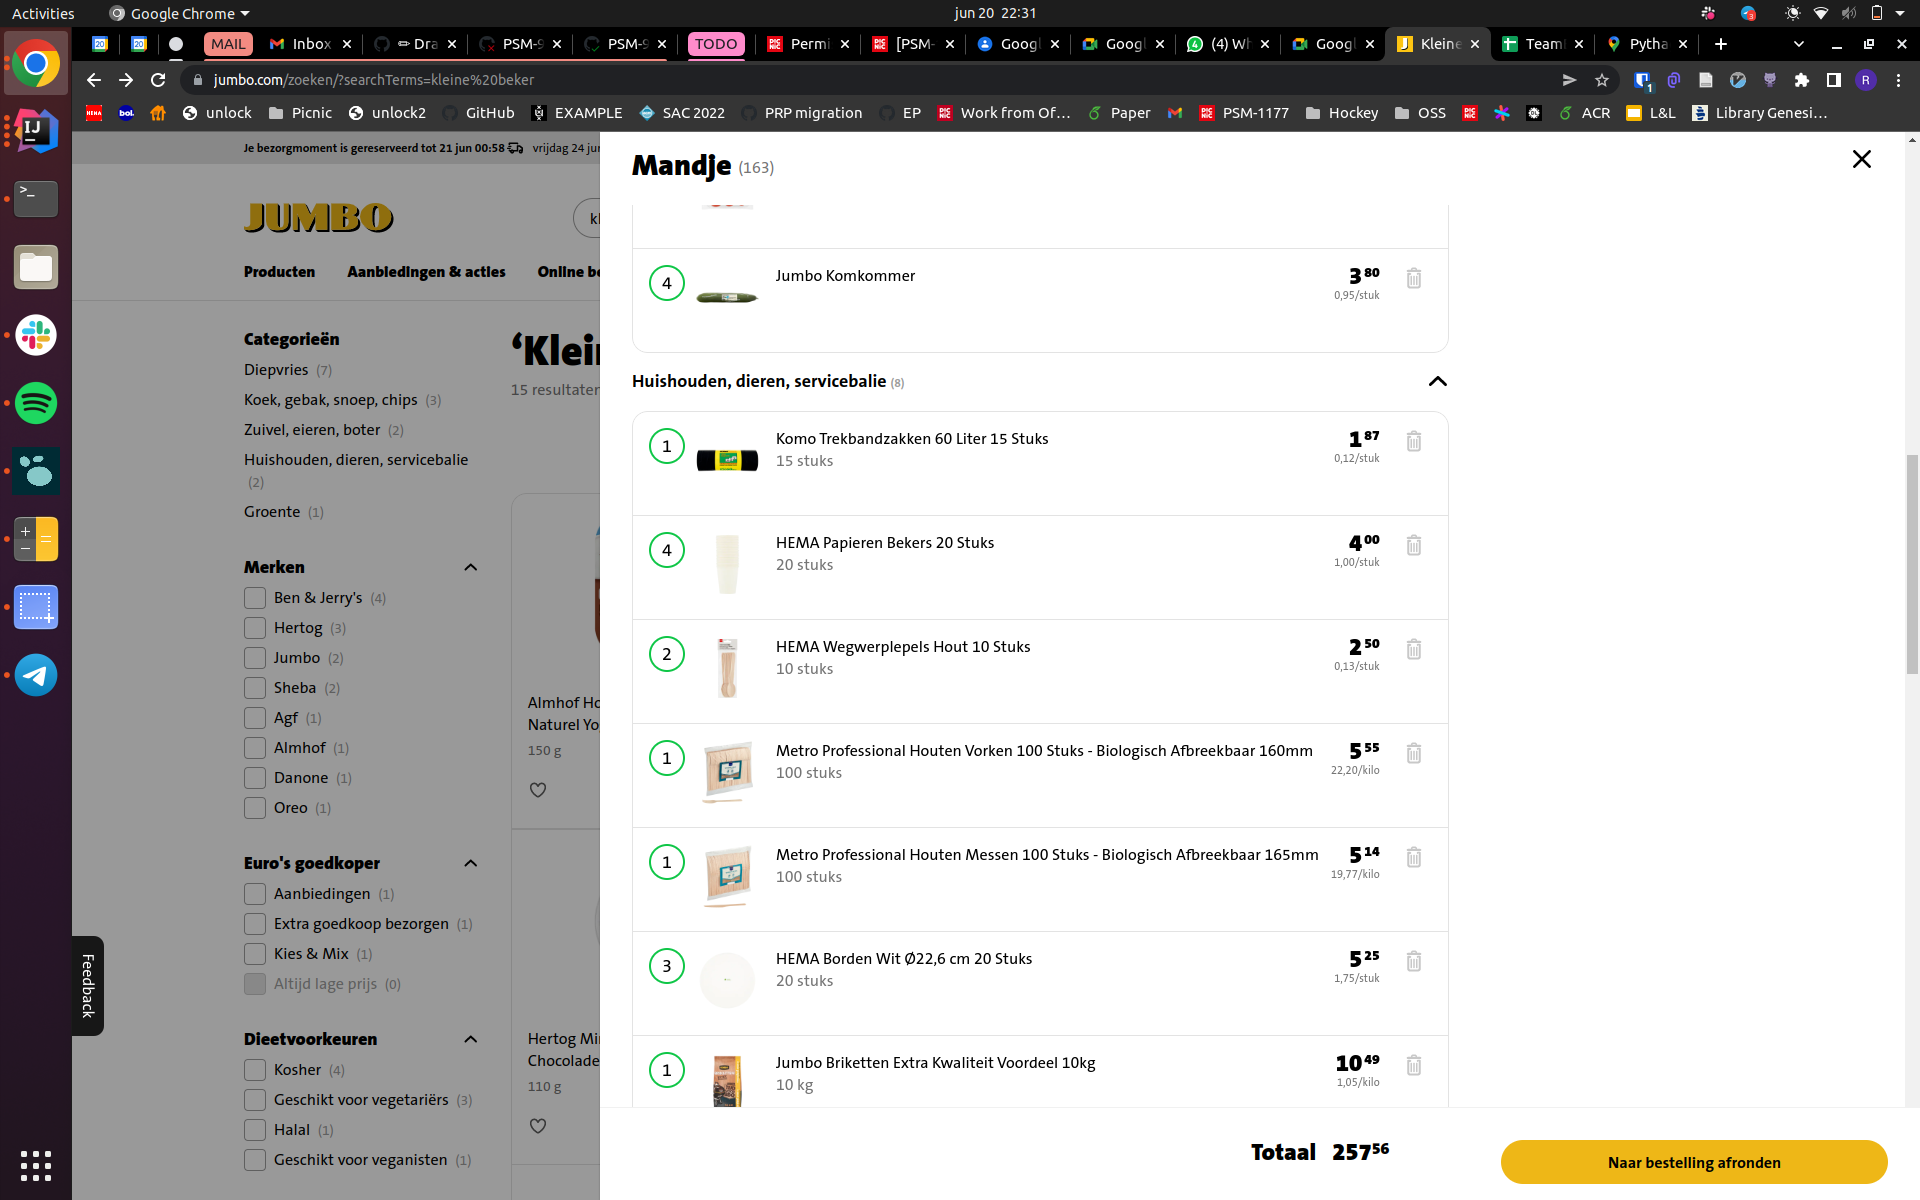 Activities
Google Chrome
jun 20 22:31
MAIL
Inbox
Dra
PSM-9
PSM-9
TODO
Permi
[PSM-
Googl
Googl
(4) Wh
Googl
Kleine
Team
Pytha
jumbo.com/zoeken/?searchTerms=kleine%20beker
unlock
Picnic
unlock2
GitHub
EXAMPLE
SAC 2022
PRP migration
EP
Work from Of...
Paper
PSM-1177
Hockey
OSS
ACR
L&L
Library Genesi...
Je bezorgmoment is gereserveerd tot 21 jun 00:58
vrijdag 24 jun
JUMBO
kl
Producten
Aanbiedingen & acties
Online be
Categorieën
Diepvries (7)
Koek, gebak, snoep, chips (3)
Zuivel, eieren, boter (2)
Huishouden, dieren, servicebalie
(2)
Groente (1)
Merken
Ben & Jerry's (4)
Hertog (3)
Jumbo (2)
Sheba (2)
Agf (1)
Almhof (1)
Danone (1)
Oreo (1)
Euro's goedkoper
Aanbiedingen (1)
Extra goedkoop bezorgen (1)
Kies & Mix (1)
Altijd lage prijs (0)
Dieetvoorkeuren
Kosher (4)
Geschikt voor vegetariërs (3)
Halal (1)
Geschikt voor veganisten (1)
Feedback
‘Klein
15 resultaten
Almhof Ho
Naturel Yo
150 g
Hertog Mi
Chocolade
110 g
Mandje (163)
4
Jumbo Komkommer
3 80
0,95/stuk
Huishouden, dieren, servicebalie (8)
1
Komo Trekbandzakken 60 Liter 15 Stuks
15 stuks
1 87
0,12/stuk
4
HEMA Papieren Bekers 20 Stuks
20 stuks
4 00
1,00/stuk
2
HEMA Wegwerplepels Hout 10 Stuks
10 stuks
2 50
0,13/stuk
1
Metro Professional Houten Vorken 100 Stuks - Biologisch Afbreekbaar 160mm
100 stuks
5 55
22,20/kilo
1
Metro Professional Houten Messen 100 Stuks - Biologisch Afbreekbaar 165mm
100 stuks
5 14
19,77/kilo
3
HEMA Borden Wit Ø22,6 cm 20 Stuks
20 stuks
5 25
1,75/stuk
1
Jumbo Briketten Extra Kwaliteit Voordeel 10kg
10 kg
10 49
1,05/kilo
Totaal 257 56
Naar bestelling afronden